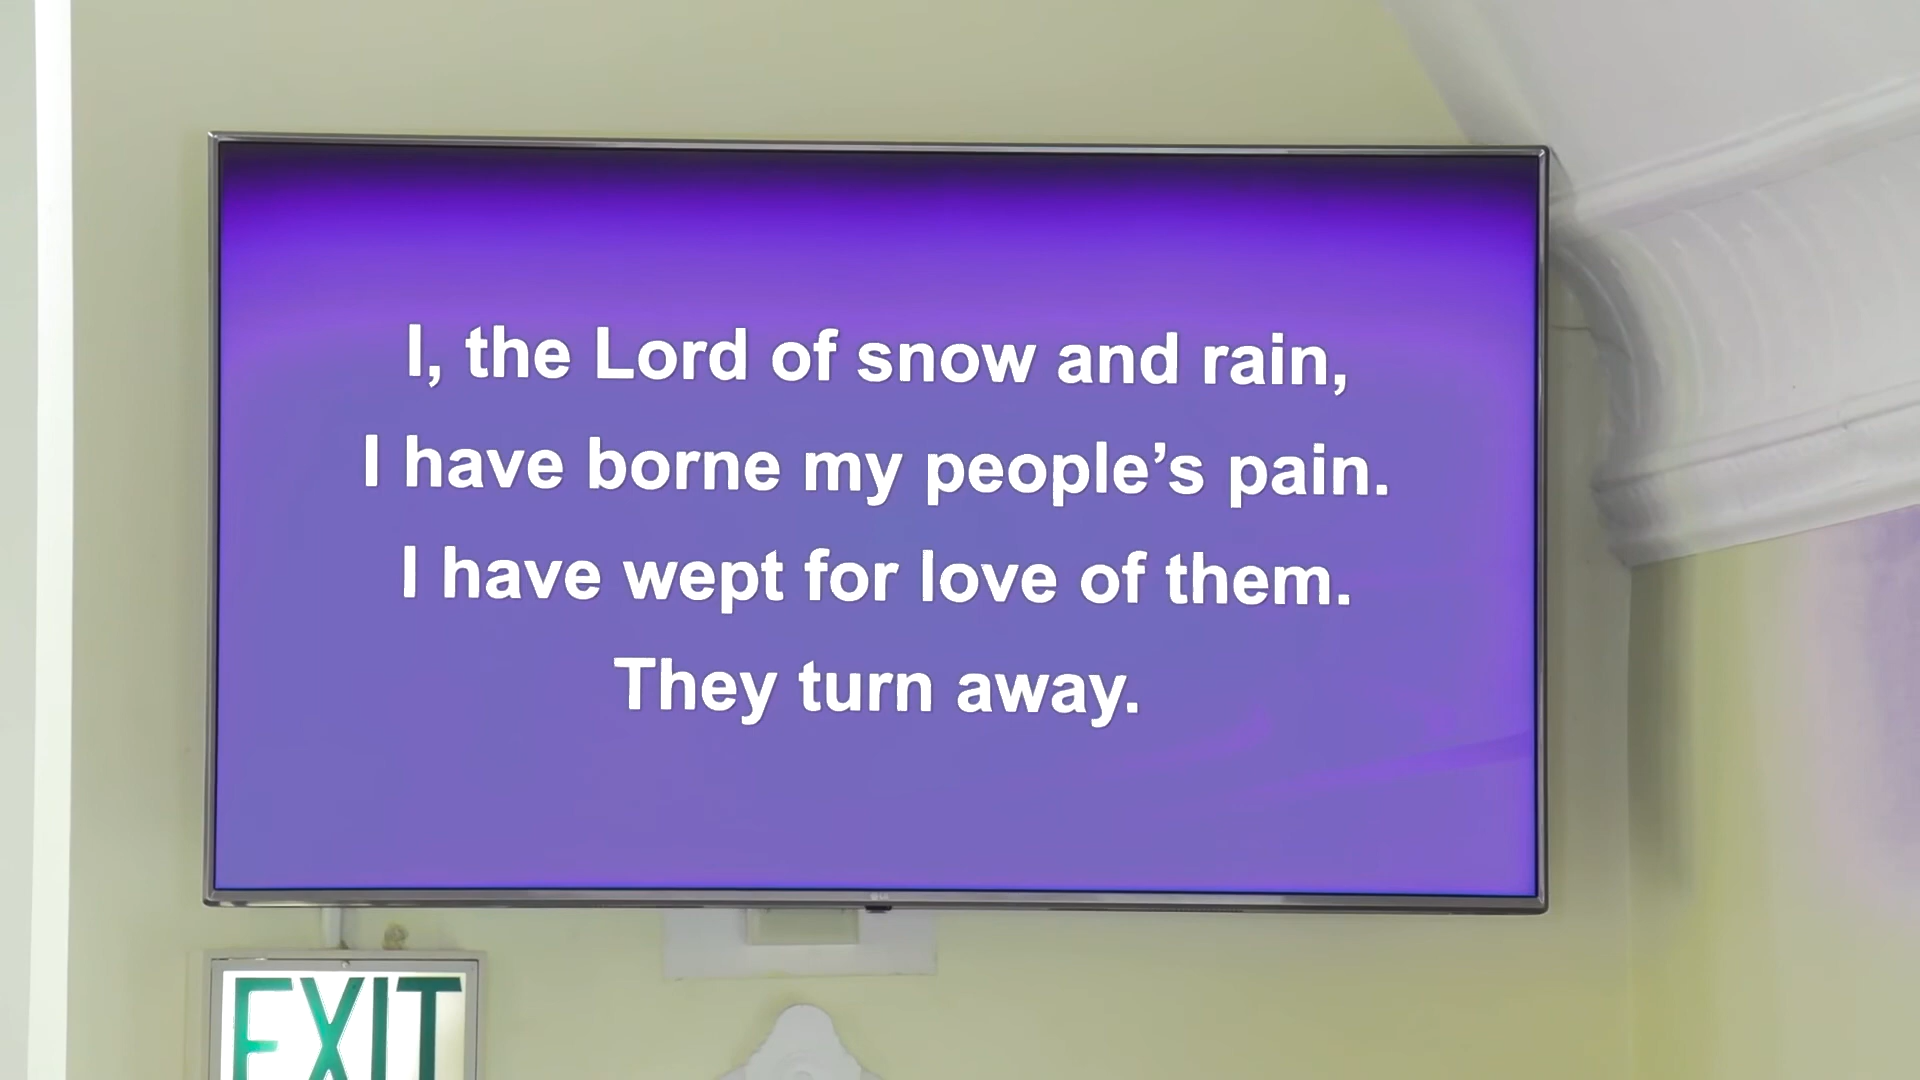 I, the Lord of snow and rain,
I have borne my people’s pain.
I have wept for love of them.
They turn away.
EXIT